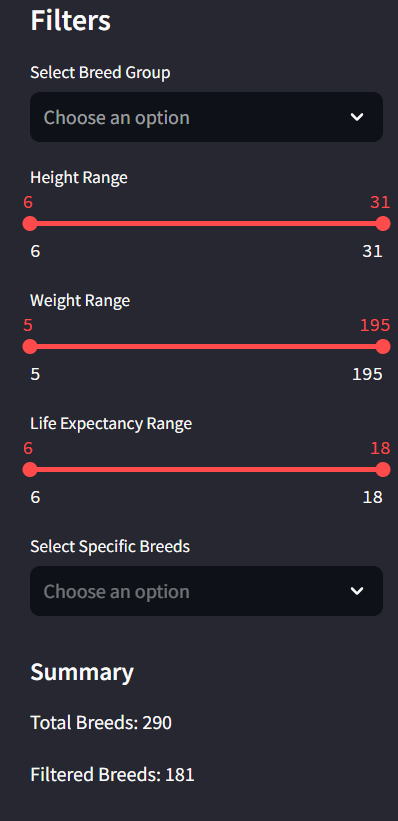 Filters
Select Breed Group
Choose an option
Height Range
6 31
6 31
Weight Range
5 195
5 195
Life Expectancy Range
6 18
6 18
Select Specific Breeds
Choose an option
Summary
Total Breeds: 290
Filtered Breeds: 181